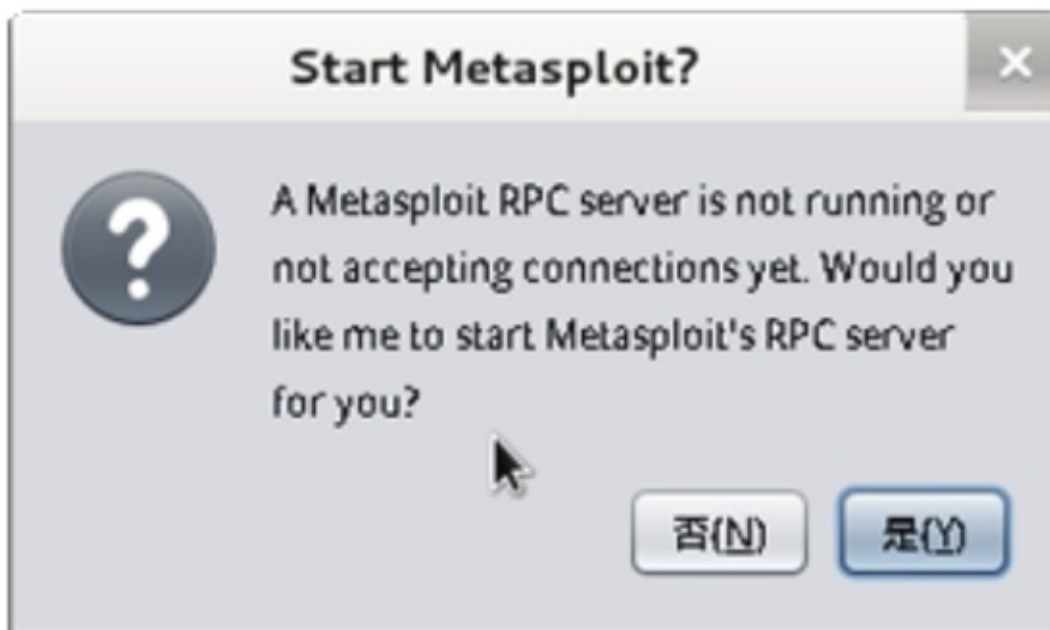 Start Metasploit?
A Metasploit RPC server is not running or
not accepting connections yet. Would you
like me to start Metasploit's RPC server
for you?
否(N) 是(Y)